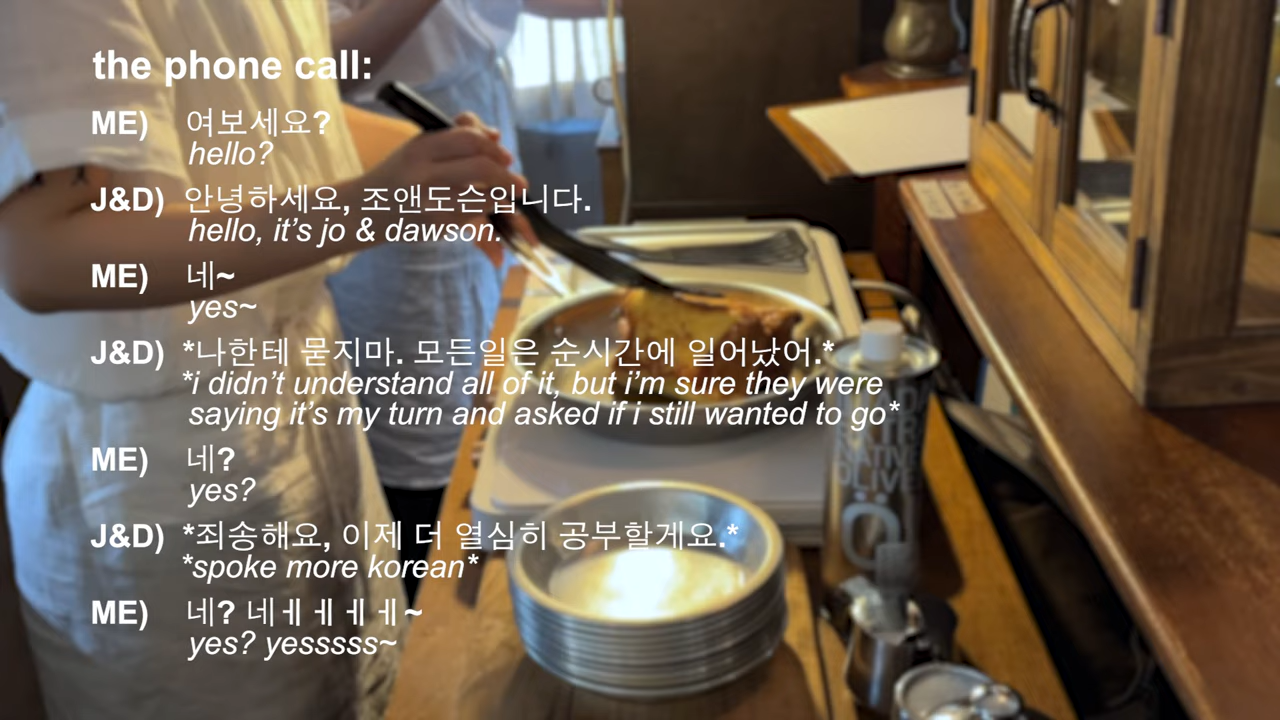 the phone call:
ME) 여보세요?
hello?
J&D) 안녕하세요, 조앤도슨입니다.
hello, it's jo & dawson.
ME) 네~
yes~
J&D) *나한테 묻지마. 모든일은 순시간에 일어났어.*
*i didn't understand all of it, but i'm sure they were
saying it's my turn and asked if i still wanted to go*
ME) 네?
yes?
J&D) *죄송해요, 이제 더 열심히 공부할게요.*
*spoke more korean*
ME) 네? 네ㅔㅔㅔㅔ~
yes? yesssss~
NATIVE
OLIVE